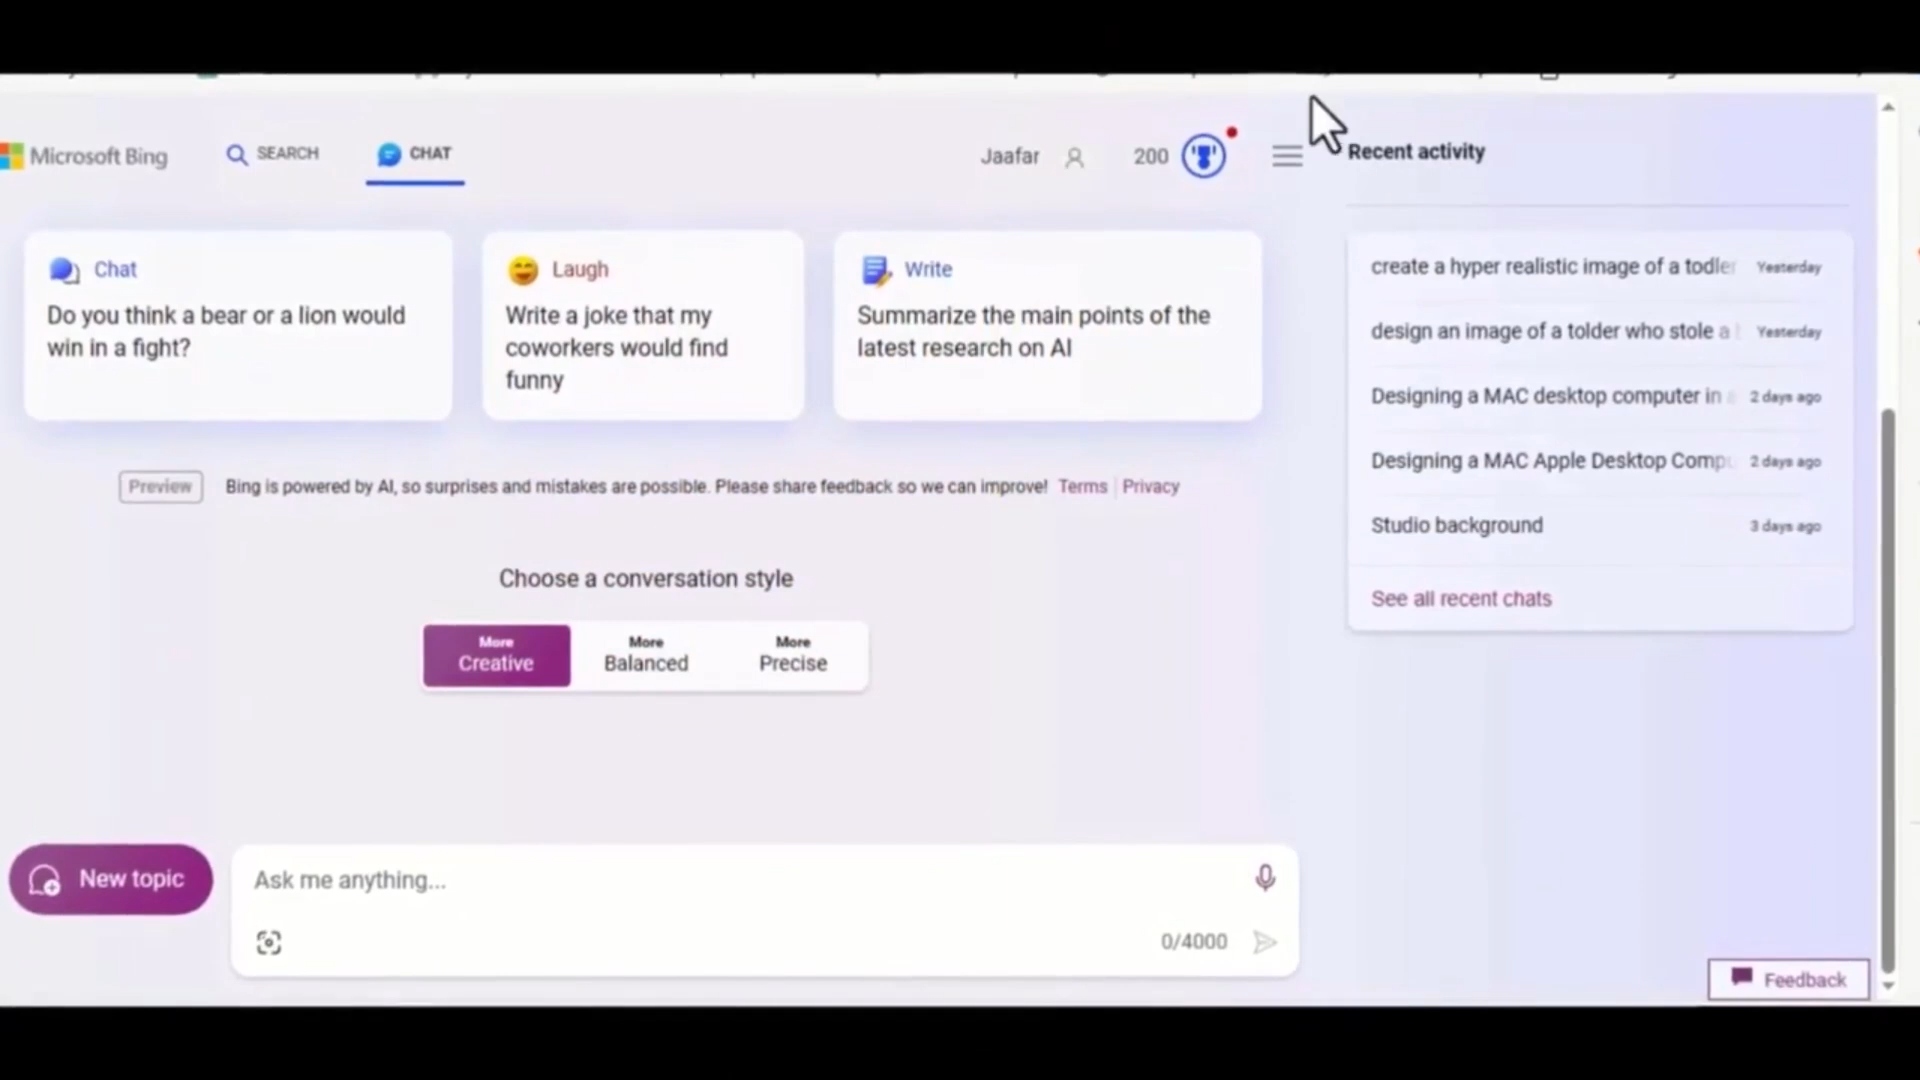 Microsoft Bing
SEARCH
CHAT
Jaafar
200
Recent activity
Chat
Do you think a bear or a lion would
win in a fight?
Laugh
Write a joke that my
coworkers would find
funny
Write
Summarize the main points of the
latest research on AI
Preview
Bing is powered by AI, so surprises and mistakes are possible. Please share feedback so we can improve! Terms Privacy
Choose a conversation style
More
Creative
More
Balanced
More
Precise
New topic
Ask me anything...
0/4000
create a hyper realistic image of a todler Yesterday
design an image of a tolder who stole a Yesterday
Designing a MAC desktop computer in 2 days ago
Designing a MAC Apple Desktop Comp 2 days ago
Studio background 3 days ago
See all recent chats
Feedback